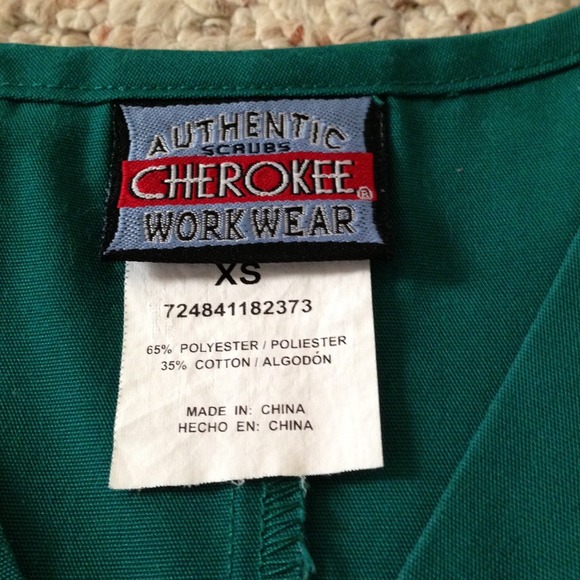 AUTHENTIC
SCRUBS
CHEROKEE®
WORKWEAR
XS
724841182373
65% POLYESTER / POLIESTER
35% COTTON / ALGODÓN
MADE IN: CHINA
HECHO EN: CHINA